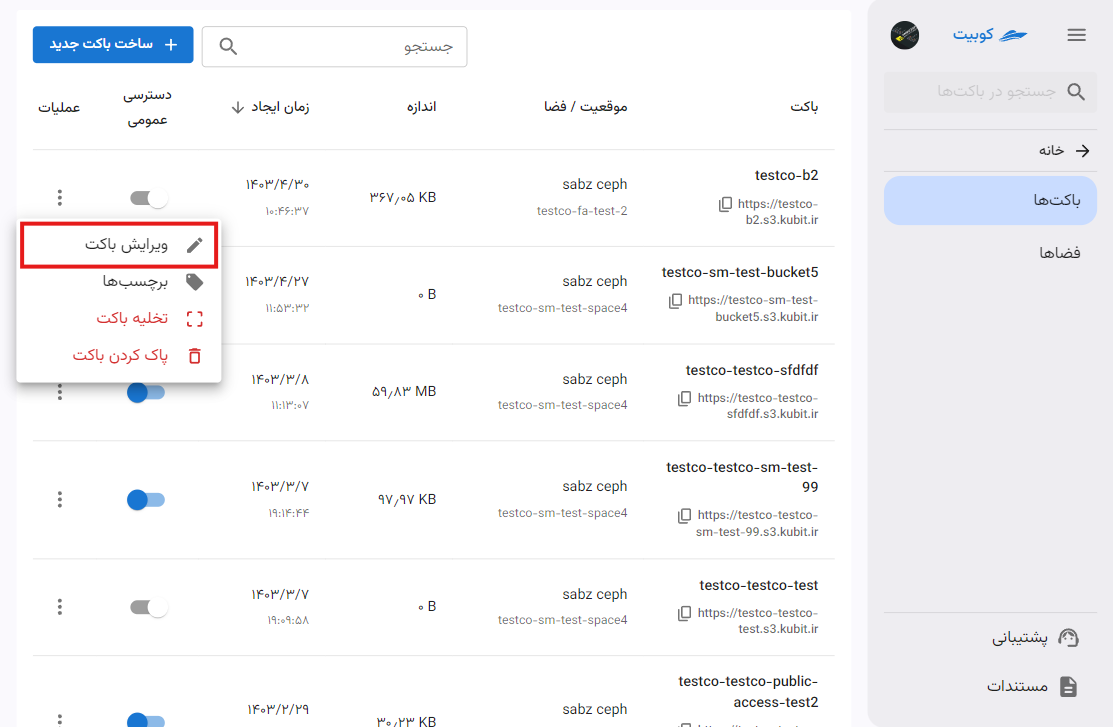 کوبیت
جستجو در باکت‌ها
خانه
باکت‌ها
فضاها
پشتیبانی
مستندات
جستجو
ساخت باکت جدید
باکت
موقعیت / فضا
اندازه
زمان ایجاد
دسترسی
عمومی
عملیات
testco-b2
https://testco-
b2.s3.kubit.ir
sabz ceph
testco-fa-test-2
۳۶۷٫۰۵ KB
۱۴۰۳/۴/۳۰
۱۰:۴۶:۳۷
ویرایش باکت
برچسب‌ها
تخلیه باکت
پاک کردن باکت
testco-sm-test-bucket5
https://testco-sm-test-
bucket5.s3.kubit.ir
sabz ceph
testco-sm-test-space4
۰ B
۱۴۰۳/۴/۲۷
۱۱:۵۳:۳۲
testco-testco-sfdfdf
https://testco-testco-
sfdfdf.s3.kubit.ir
sabz ceph
testco-sm-test-space4
۵۹٫۸۳ MB
۱۴۰۳/۳/۸
۱۱:۱۳:۰۷
testco-testco-sm-test-
99
https://testco-testco-
sm-test-99.s3.kubit.ir
sabz ceph
testco-sm-test-space4
۹۷٫۹۷ KB
۱۴۰۳/۳/۷
۱۹:۱۴:۴۴
testco-testco-test
https://testco-testco-
test.s3.kubit.ir
sabz ceph
testco-sm-test-space4
۰ B
۱۴۰۳/۳/۷
۱۹:۰۹:۵۸
testco-testco-public-
access-test2
sabz ceph
۳۰٫۲۳ KB
۱۴۰۳/۲/۲۹